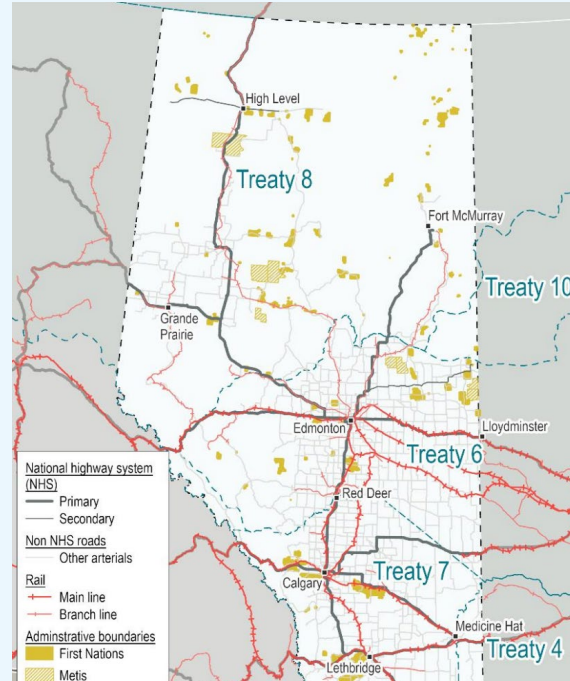 High Level
Treaty 8
Fort McMurray
Treaty 10
Grande
Prairie
Edmonton
Lloydminster
Treaty 6
Red Deer
Treaty 7
Calgary
Medicine Hat
Treaty 4
Lethbridge
National highway system
(NHS)
Primary
Secondary
Non NHS roads
Other arterials
Rail
Main line
Branch line
Adminstrative boundaries
First Nations
Metis